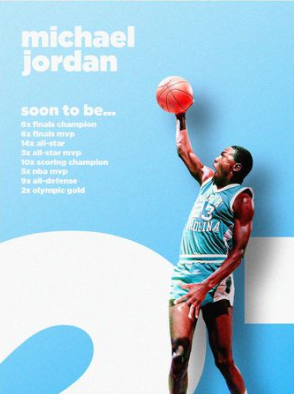 michael
jordan
soon to be...
6x finals champion
6x finals mvp
14x all-star
3x all-star mvp
10x scoring champion
5x nba mvp
9x all-defense
2x olympic gold
23